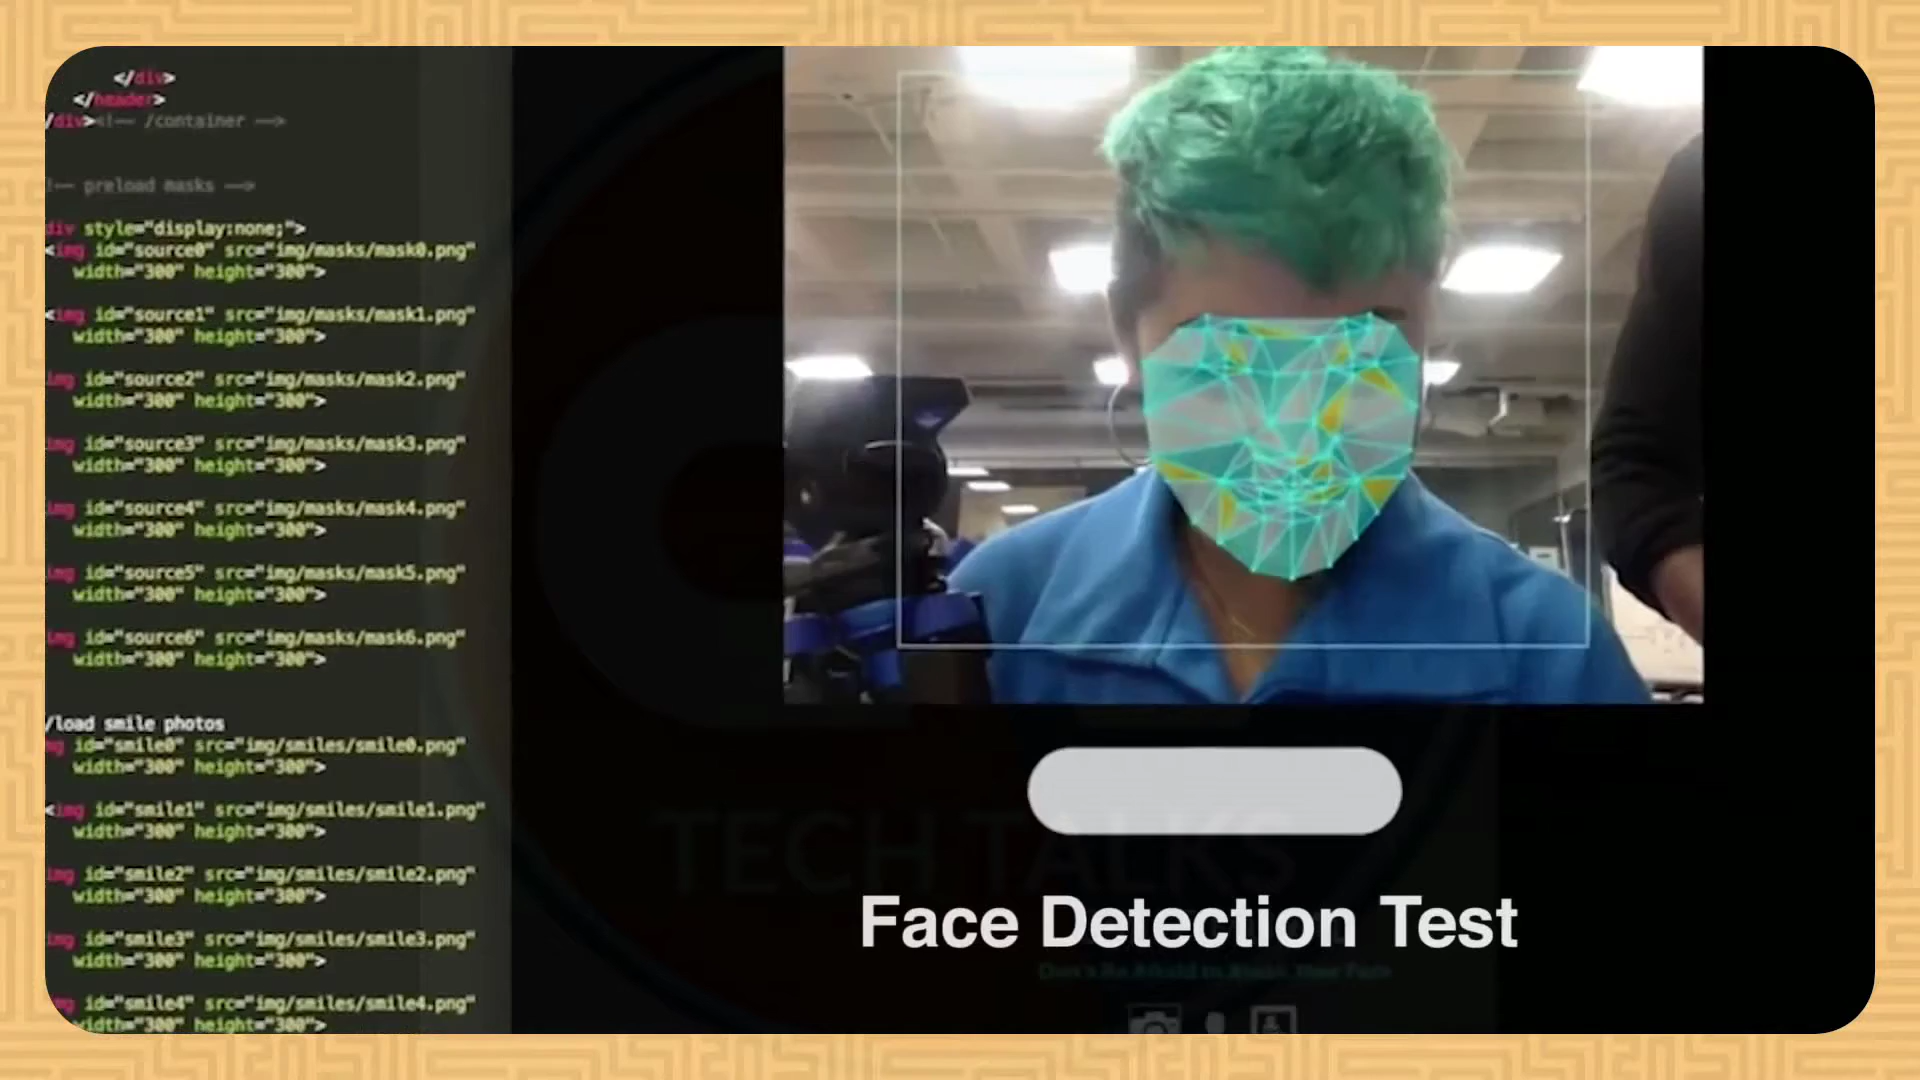 </div>
</header>
/div><!-- /container -->
!-- preload masks -->
div style="display:none;">
<img id="source0" src="img/masks/mask0.png"
width="300" height="300">
<img id="source1" src="img/masks/mask1.png"
width="300" height="300">
img id="source2" src="img/masks/mask2.png"
width="300" height="300">
img id="source3" src="img/masks/mask3.png"
width="300" height="300">
img id="source4" src="img/masks/mask4.png"
width="300" height="300">
img id="source5" src="img/masks/mask5.png"
width="300" height="300">
img id="source6" src="img/masks/mask6.png"
width="300" height="300">
/load smile photos
mg id="smile0" src="img/smiles/smile0.png"
width="300" height="300">
<img id="smile1" src="img/smiles/smile1.png"
width="300" height="300">
img id="smile2" src="img/smiles/smile2.png"
width="300" height="300">
img id="smile3" src="img/smiles/smile3.png"
width="300" height="300">
mg id="smile4" src="img/smiles/smile4.png"
width="300" height="300">
TECH TALKS
Face Detection Test